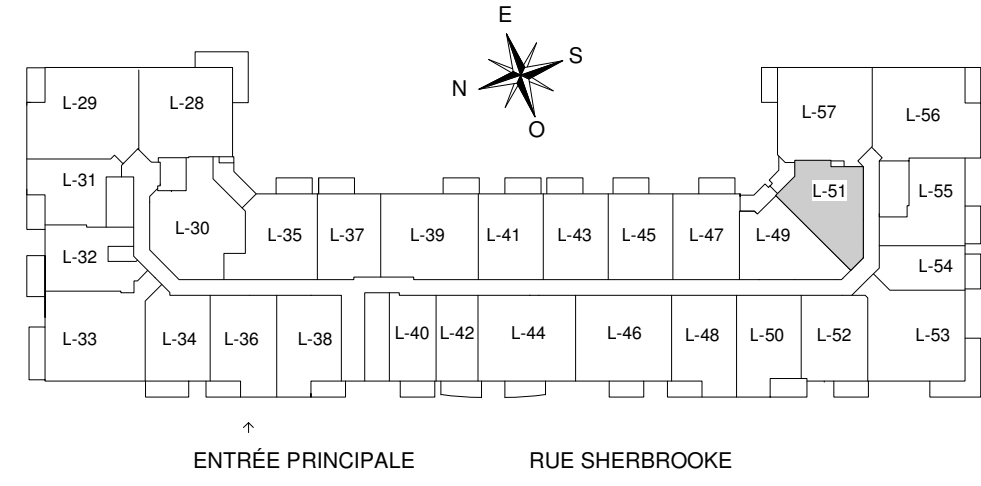 E
S
N
O
L-29
L-28
L-57
L-56
L-31
L-51
L-55
L-30
L-35
L-37
L-39
L-41
L-43
L-45
L-47
L-49
L-32
L-54
L-33
L-34
L-36
L-38
L-40
L-42
L-44
L-46
L-48
L-50
L-52
L-53
ENTRÉE PRINCIPALE
RUE SHERBROOKE